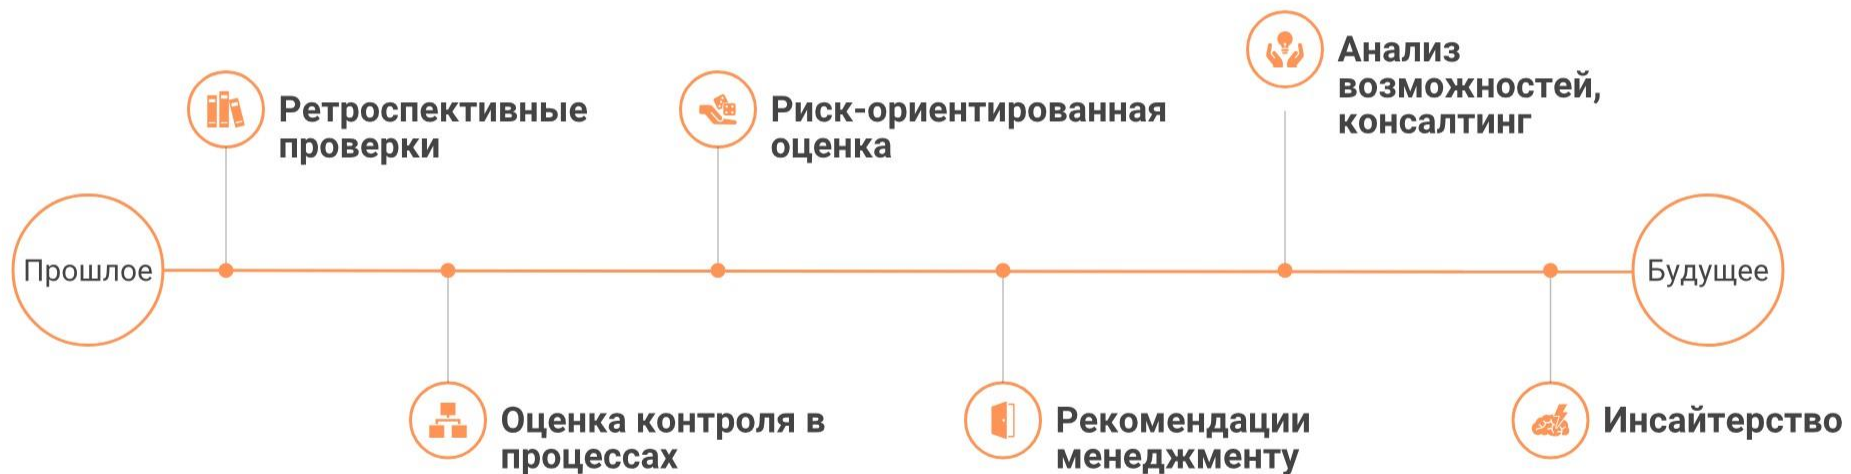 Прошлое
Ретроспективные
проверки
Оценка контроля в
процессах
Риск-ориентированная
оценка
Рекомендации
менеджменту
Анализ
возможностей,
консалтинг
Инсайтерство
Будущее